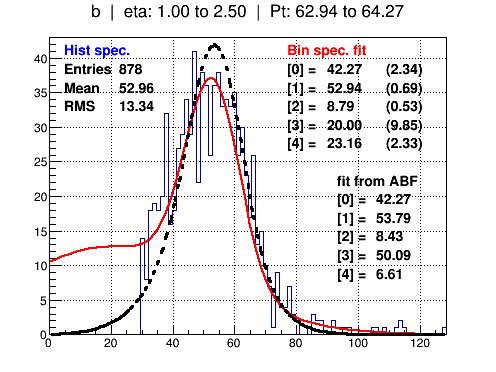 b | eta: 1.00 to 2.50 | Pt: 62.94 to 64.27
Hist spec.
Entries 878
Mean 52.96
RMS 13.34
Bin spec. fit
[0] = 42.27 (2.34)
[1] = 52.94 (0.69)
[2] = 8.79 (0.53)
[3] = 20.00 (9.85)
[4] = 23.16 (2.33)
fit from ABF
[0] = 42.27
[1] = 53.79
[2] = 8.43
[3] = 50.09
[4] = 6.61
40
35
30
25
20
15
10
5
0
0 20 40 60 80 100 120